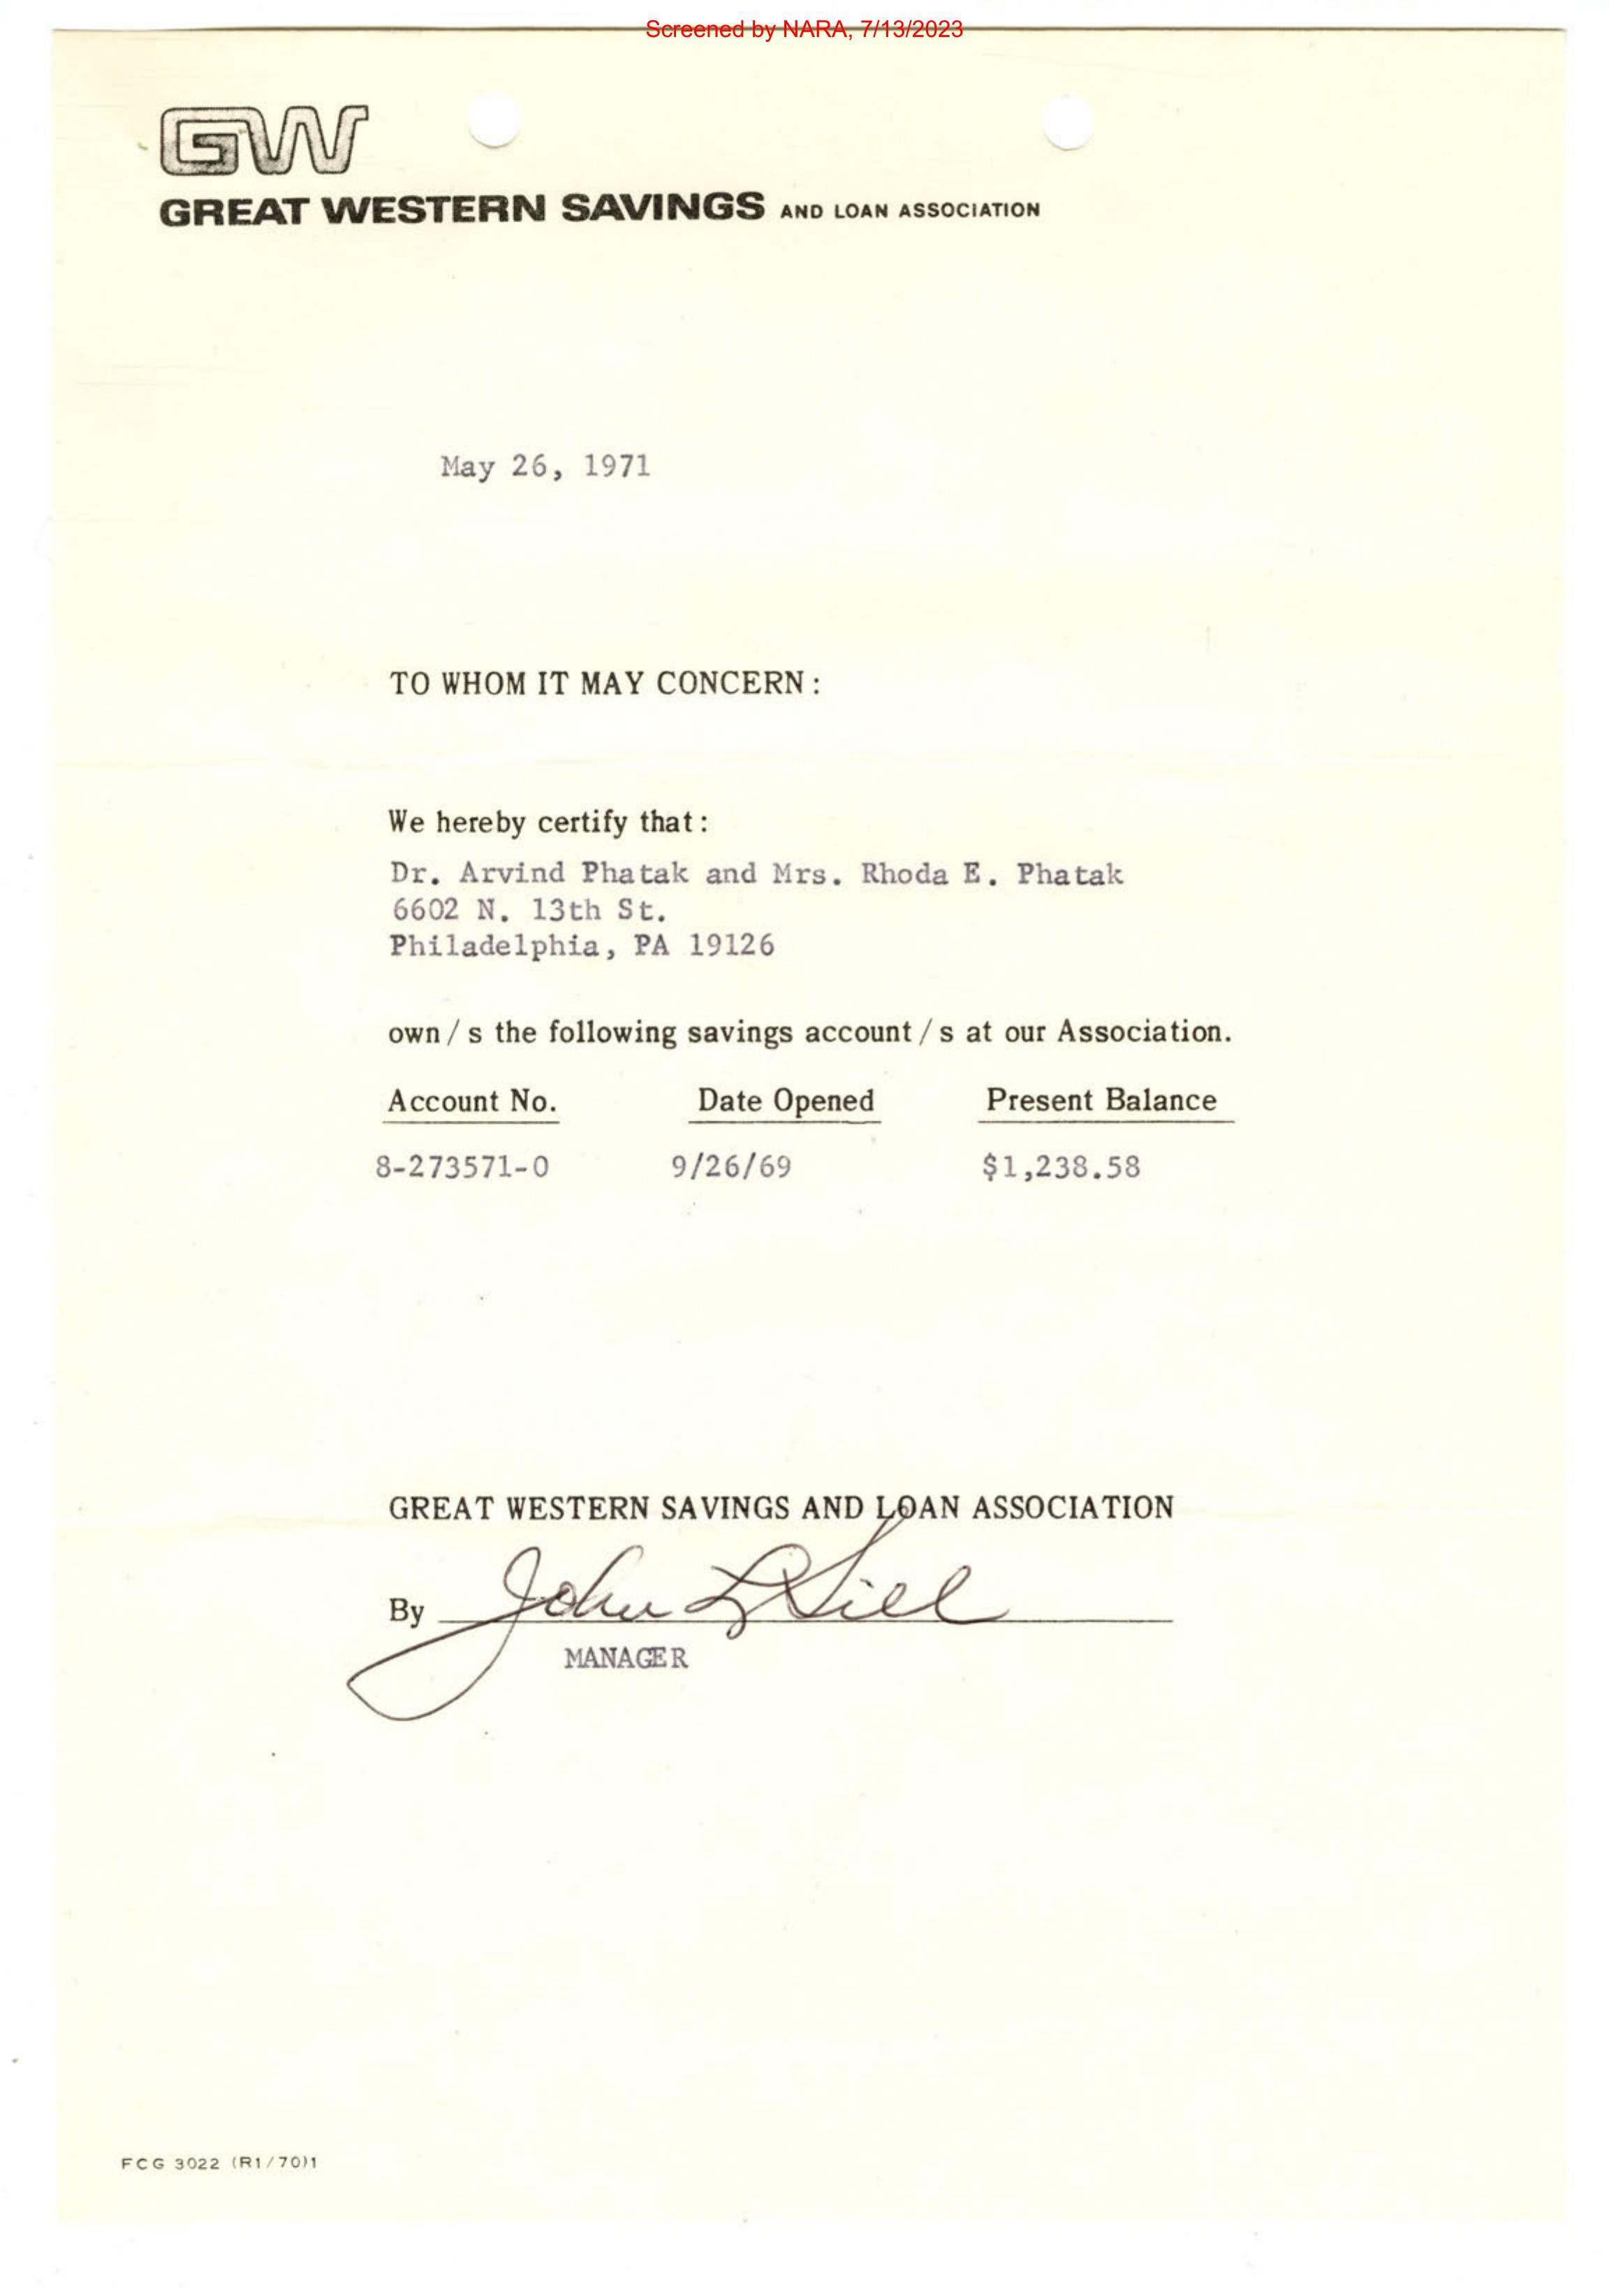 Screened by NARA, 7/13/2023
GW
GREAT WESTERN SAVINGS AND LOAN ASSOCIATION
May 26, 1971
TO WHOM IT MAY CONCERN:
We hereby certify that:
Dr. Arvind Phatak and Mrs. Rhoda E. Phatak
6602 N. 13th St.
Philadelphia, PA 19126
own/s the following savings account/s at our Association.
Account No. Date Opened Present Balance
8-273571-0 9/26/69 $1,238.58
GREAT WESTERN SAVINGS AND LOAN ASSOCIATION
By John L
MANAGER
FCG 3022 (R1/70)1